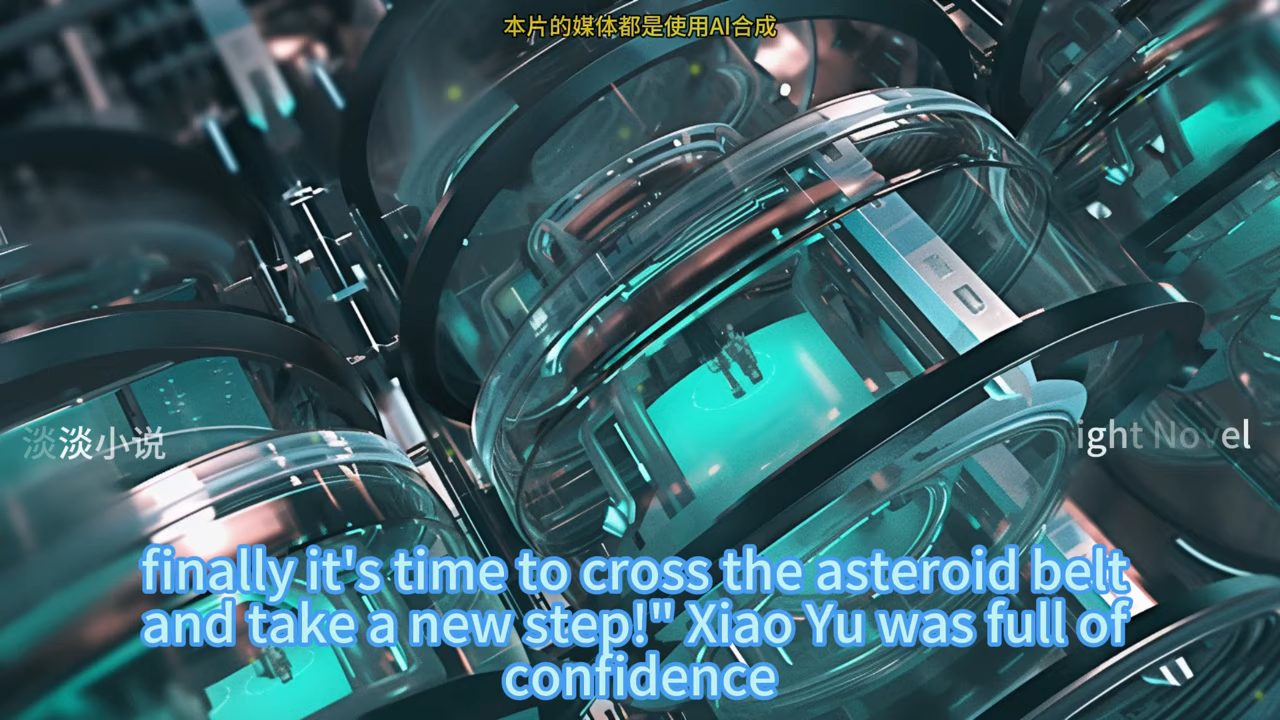 本片的媒体都是使用AI合成
淡淡小说
ight Novel
finally it's time to cross the asteroid belt
and take a new step!" Xiao Yu was full of
confidence